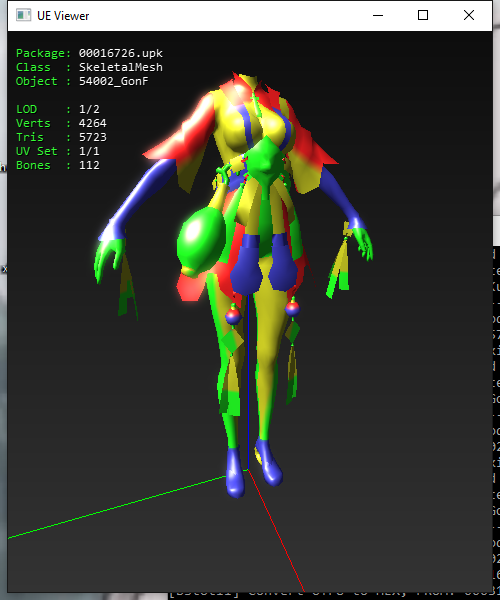 UE Viewer
Package: 00016726.upk
Class : SkeletalMesh
Object : 54002_GonF
LOD : 1/2
Verts : 4264
Tris : 5723
UV Set : 1/1
Bones : 112